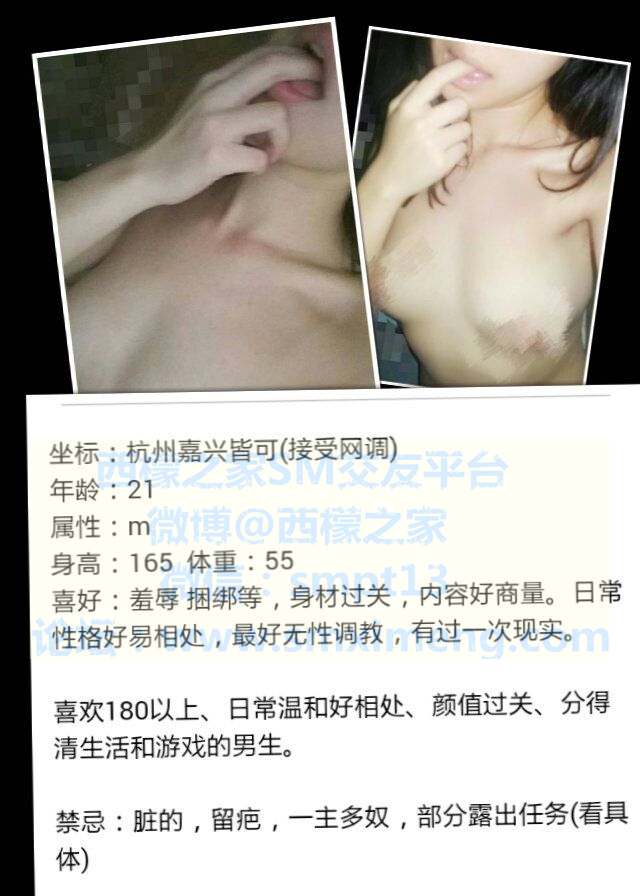 坐标：杭州嘉兴皆可(接受网调)
西檬之家SM交友平台
年龄：21
微博@西檬之家
属性：m
身高：165 体重：55
微信：smpt13
喜好：羞辱 捆绑等，身材过关，内容好商量。日常
性格好易相处，最好无性调教，有过一次现实。
论坛：www.smximeng.com
喜欢180以上、日常温和好相处、颜值过关、分得
清生活和游戏的男生。
禁忌：脏的，留疤，一主多奴，部分露出任务(看具
体)